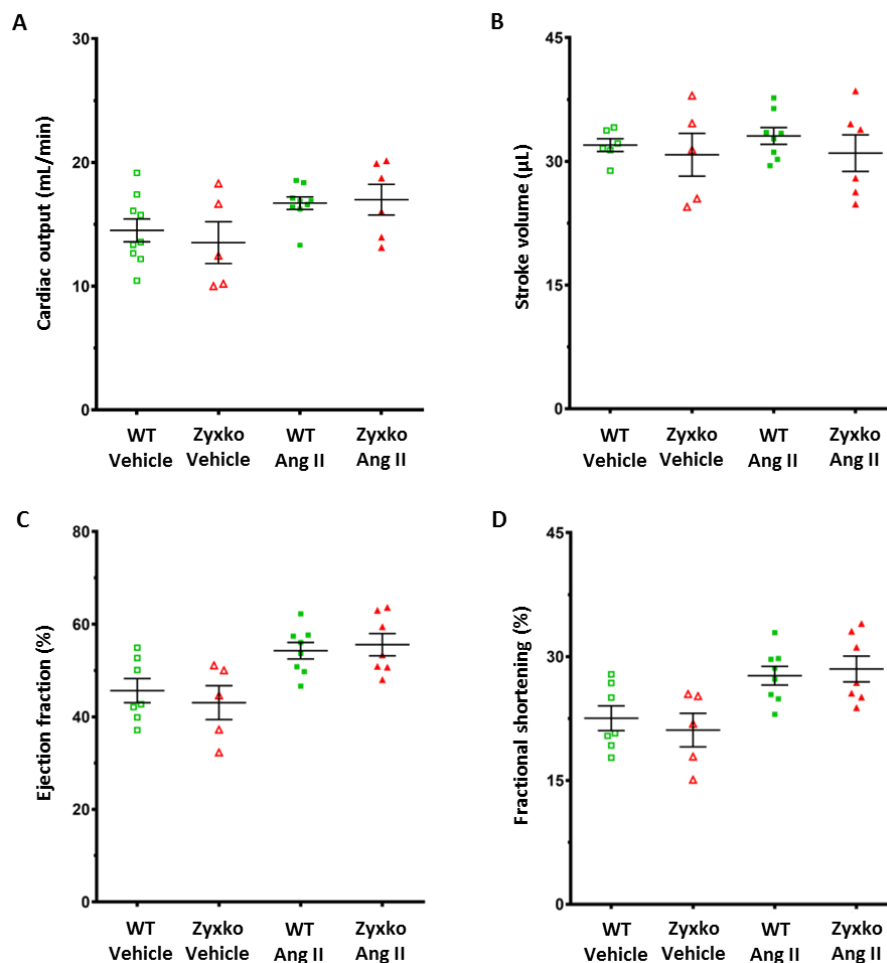 A
Cardiac output (mL/min)
30
20
10
0
WT Zyxko WT Zyxko
Vehicle Vehicle Ang II Ang II
B
Stroke volume (µL)
45
30
15
0
WT Zyxko WT Zyxko
Vehicle Vehicle Ang II Ang II
C
Ejection fraction (%)
80
60
40
20
0
WT Zyxko WT Zyxko
Vehicle Vehicle Ang II Ang II
D
Fractional shortening (%)
45
30
15
0
WT Zyxko WT Zyxko
Vehicle Vehicle Ang II Ang II